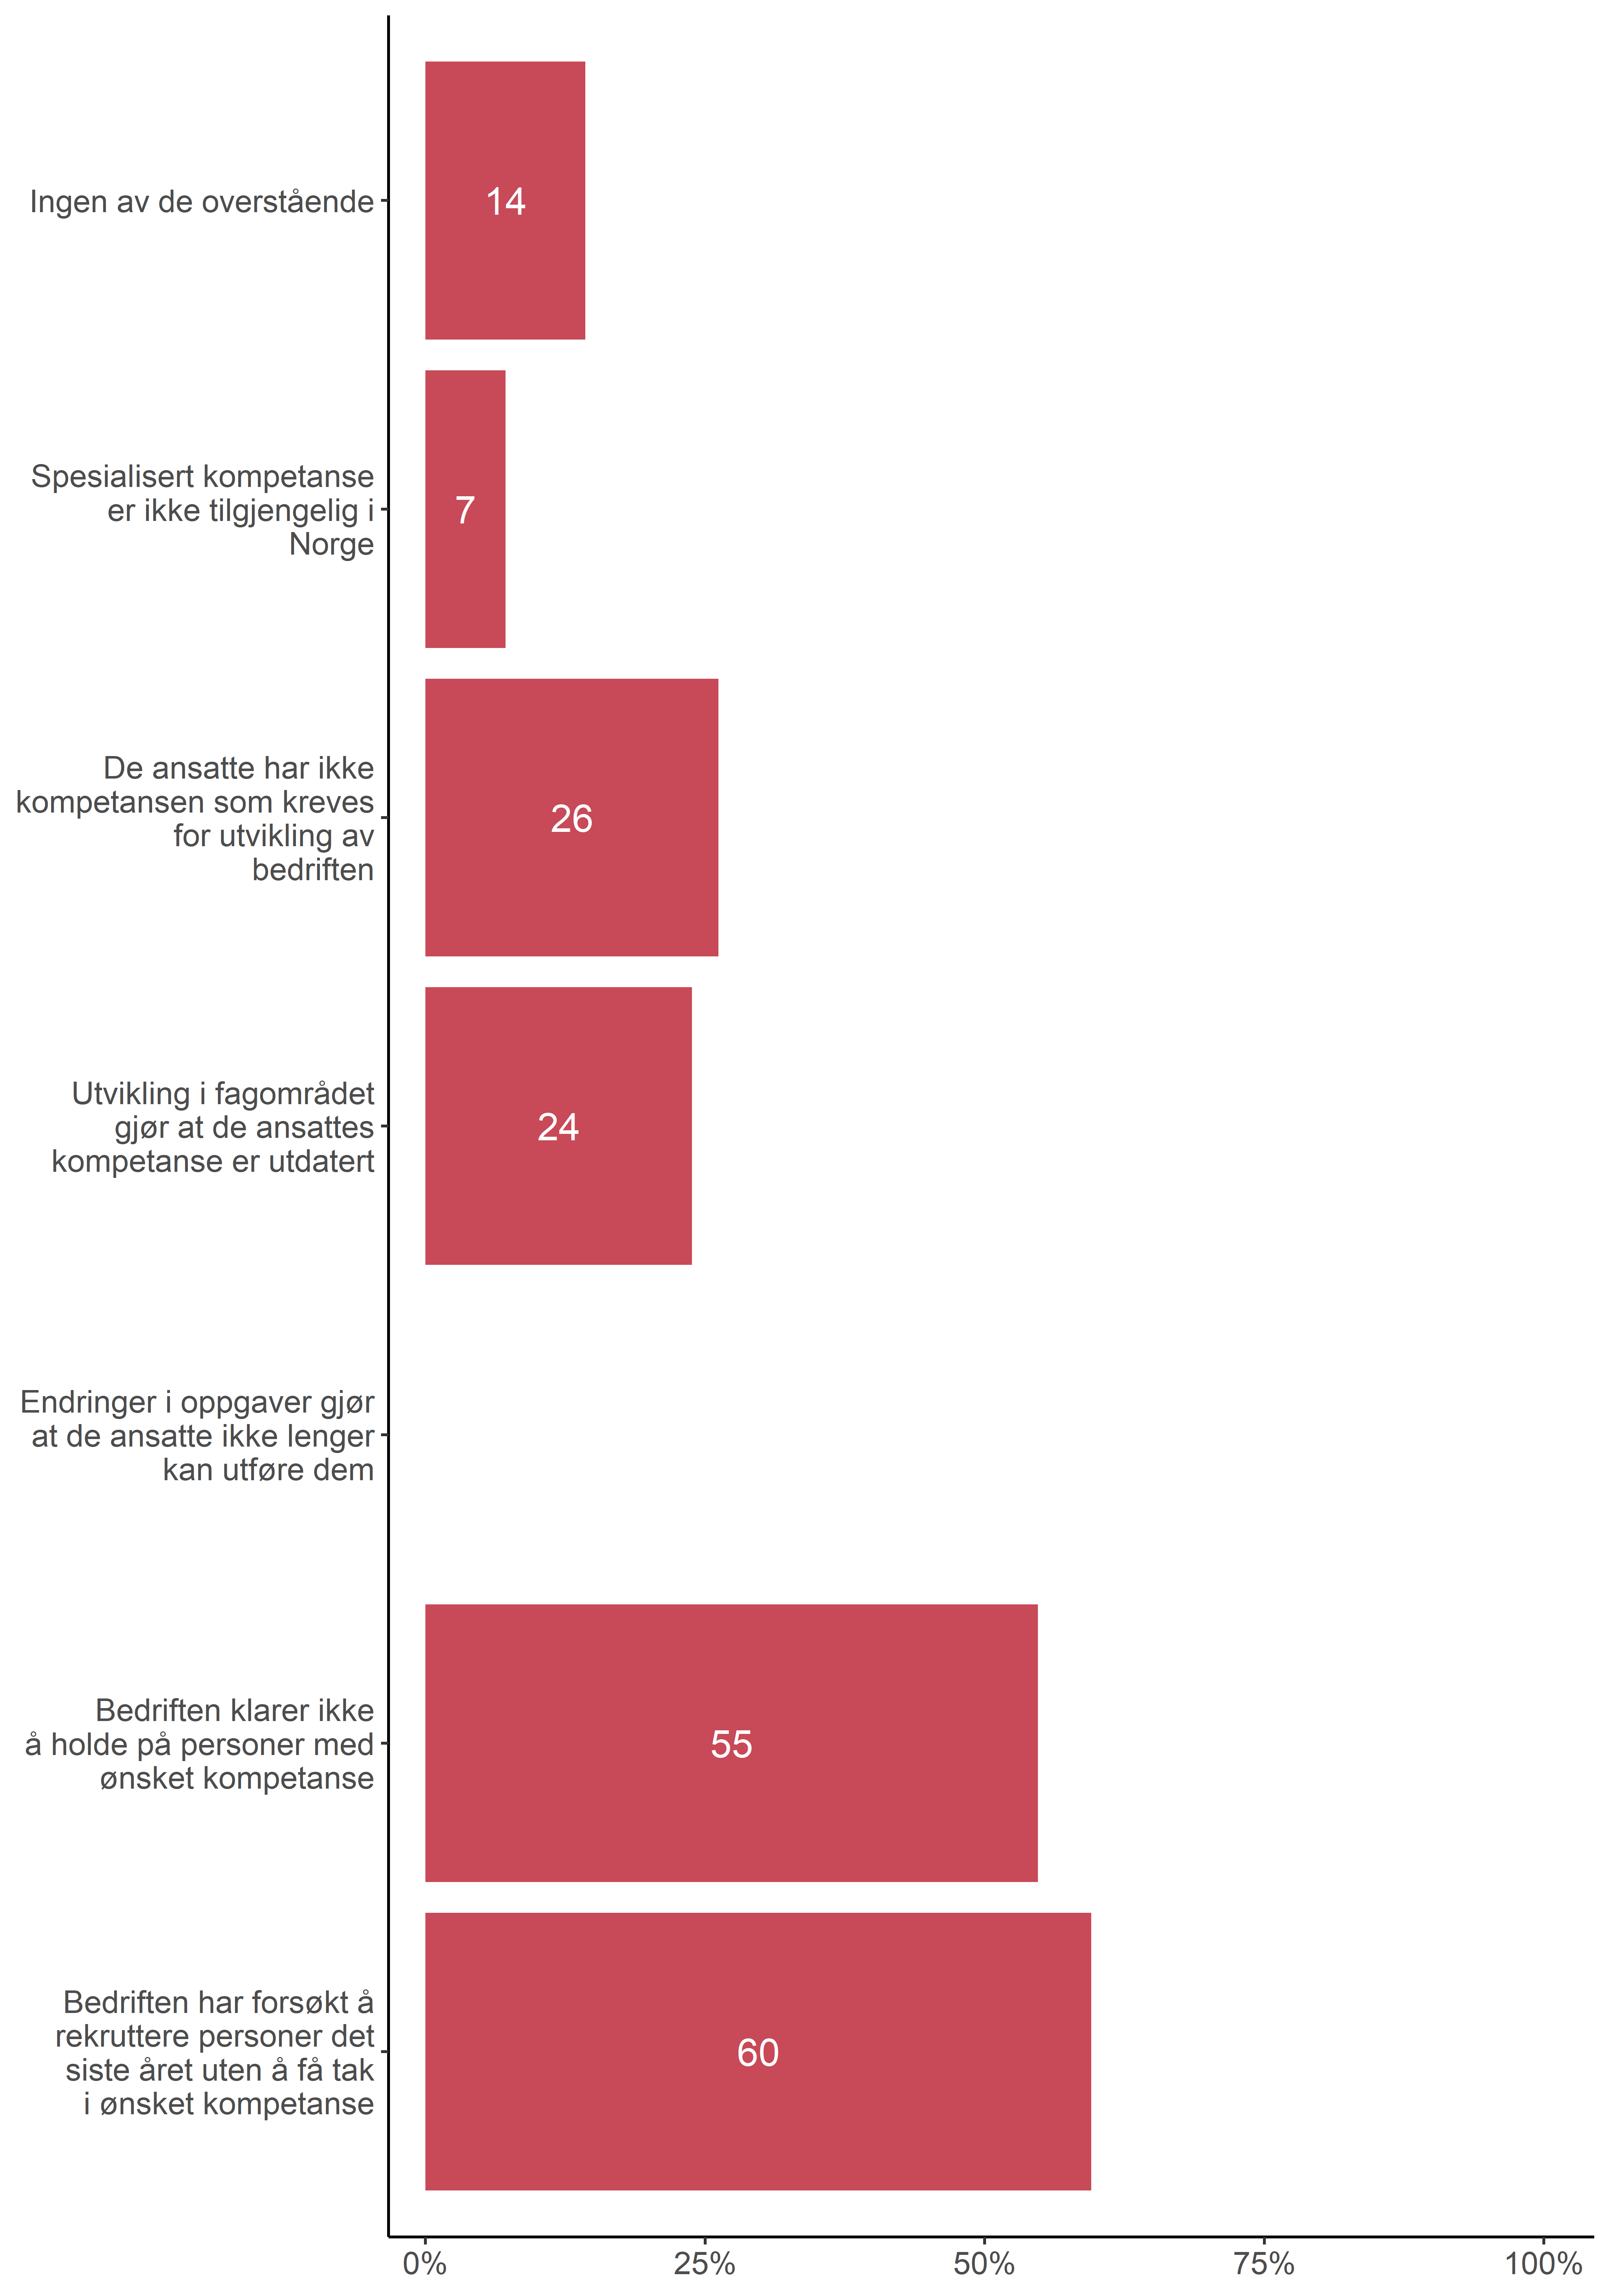 Ingen av de overstående
14
Spesialisert kompetanse
er ikke tilgjengelig i
Norge
7
De ansatte har ikke
kompetansen som kreves
for utvikling av
bedriften
26
Utvikling i fagområdet
gjør at de ansattes
kompetanse er utdatert
24
Endringer i oppgaver gjør
at de ansatte ikke lenger
kan utføre dem
Bedriften klarer ikke
å holde på personer med
ønsket kompetanse
55
Bedriften har forsøkt å
rekruttere personer det
siste året uten å få tak
i ønsket kompetanse
60
0% 25% 50% 75% 100%